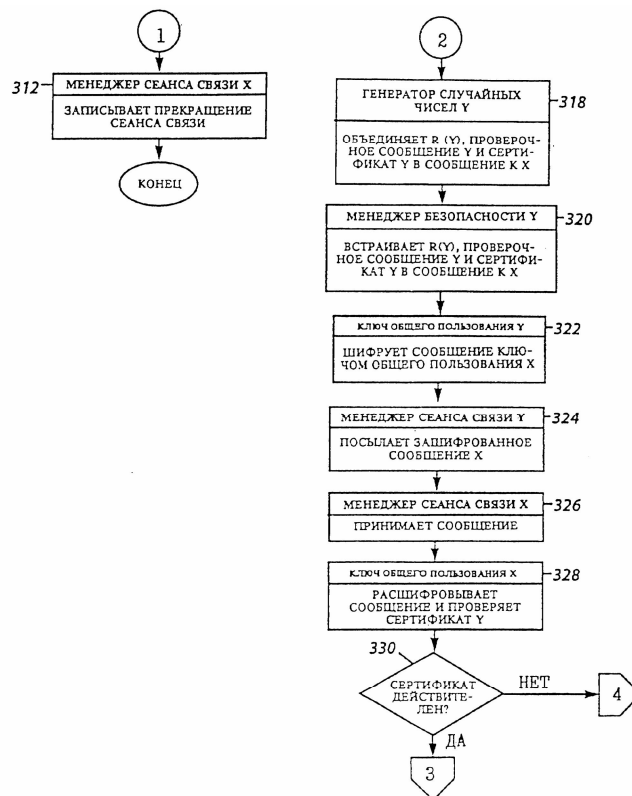 1
312
МЕНЕДЖЕР СЕАНСА СВЯЗИ X
ЗАПИСЫВАЕТ ПРЕКРАЩЕНИЕ
СЕАНСА СВЯЗИ
КОНЕЦ
2
318
ГЕНЕРАТОР СЛУЧАЙНЫХ
ЧИСЕЛ Y
ОБЪЕДИНЯЕТ R (Y), ПРОВЕРОЧ-
НОЕ СООБЩЕНИЕ Y И СЕРТИ-
ФИКАТ Y В СООБЩЕНИЕ К X
320
МЕНЕДЖЕР БЕЗОПАСНОСТИ Y
ВСТРАИВАЕТ R(Y), ПРОВЕРОЧ-
НОЕ СООБЩЕНИЕ Y И СЕРТИФИ-
КАТ Y В СООБЩЕНИЕ К X
322
КЛЮЧ ОБЩЕГО ПОЛЬЗОВАНИЯ Y
ШИФРУЕТ СООБЩЕНИЕ КЛЮ-
ЧОМ ОБЩЕГО ПОЛЬЗОВАНИЯ X
324
МЕНЕДЖЕР СЕАНСА СВЯЗИ Y
ПОСЫЛАЕТ ЗАШИФРОВАННОЕ
СООБЩЕНИЕ X
326
МЕНЕДЖЕР СЕАНСА СВЯЗИ X
ПРИНИМАЕТ СООБЩЕНИЕ
328
КЛЮЧ ОБЩЕГО ПОЛЬЗОВАНИЯ X
РАСШИФРОВЫВАЕТ
СООБЩЕНИЕ И ПРОВЕРЯЕТ
СЕРТИФИКАТ Y
330
СЕРТИФИКАТ
ДЕЙСТВИТЕ-
ЛЕН?
НЕТ
4
ДА
3